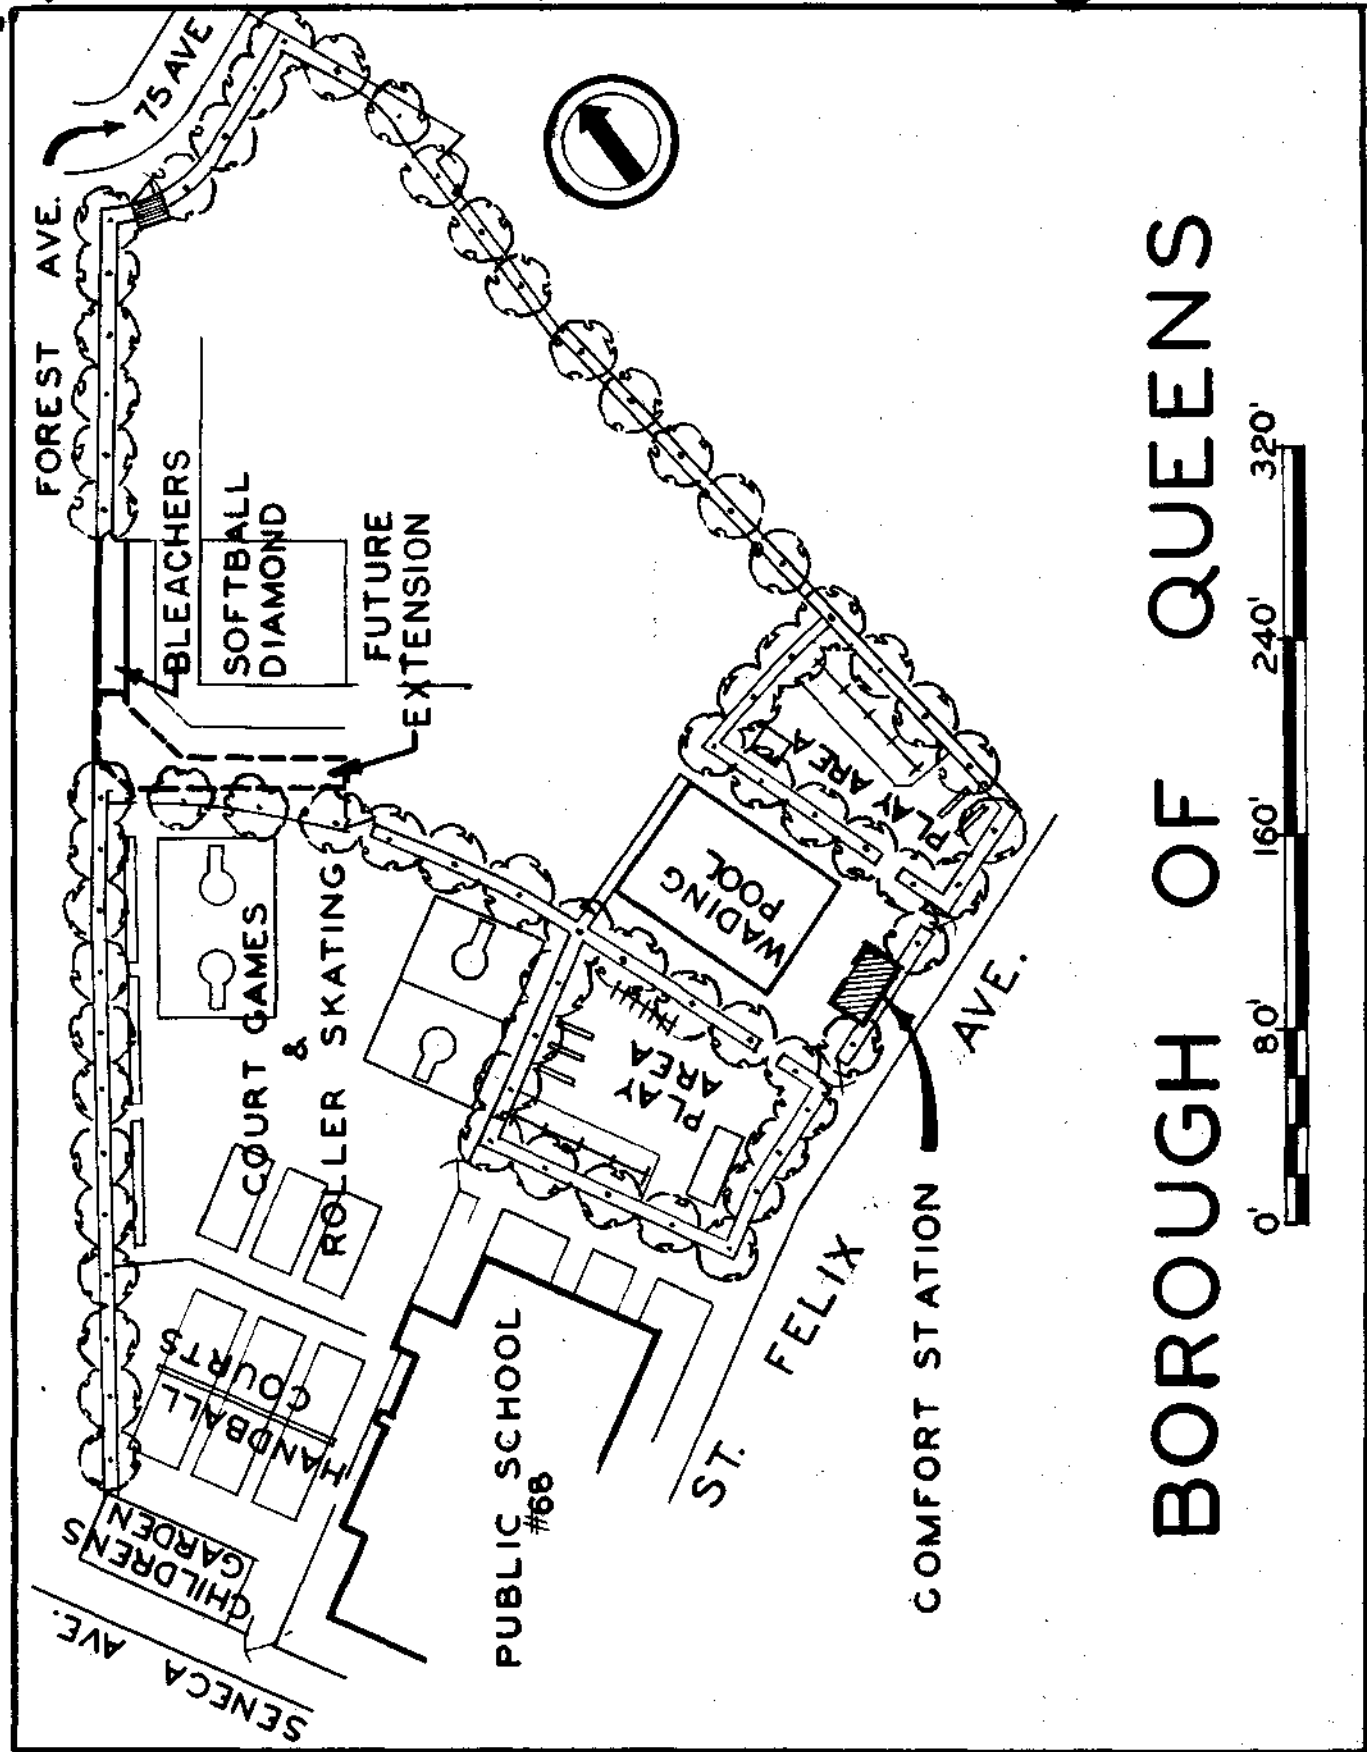 FOREST AVE.
75 AVE
BLEACHERS
SOFTBALL
DIAMOND
FUTURE
EXTENSION
COURT GAMES
&
ROLLER SKATING
HANDBALL
COURTS
CHILDRENS
GARDEN
SENECA AVE.
PUBLIC SCHOOL
#68
PLAY
AREA
WADING
POOL
PLAY AREA
ST. FELIX AVE.
COMFORT STATION
BOROUGH OF QUEENS
0' 80' 160' 240' 320'